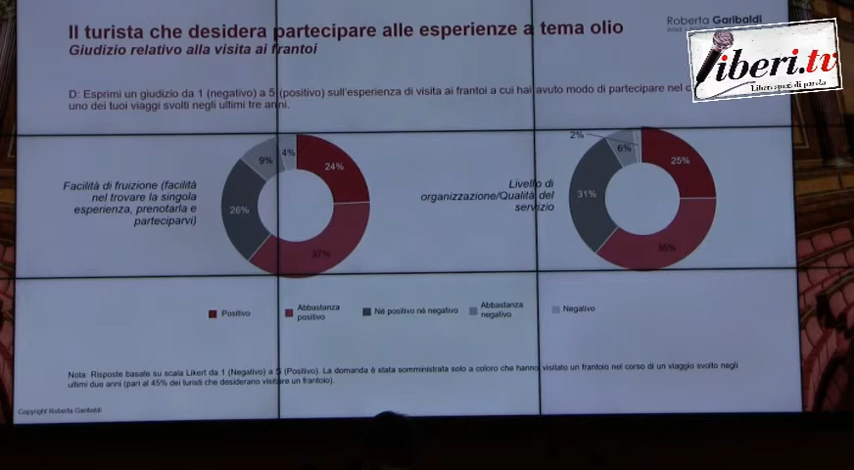 Il turista che desidera partecipare alle esperienze a tema olio
Giudizio relativo alla visita ai frantoi
Roberta Garibaldi
liberi.tv
Liberi spazi di parola
D: Esprimi un giudizio da 1 (negativo) a 5 (positivo) sull'esperienza di visita ai frantoi a cui hai avuto modo di partecipare nel
uno dei tuoi viaggi svolti negli ultimi tre anni.
Facilità di fruizione (facilità
nel trovare la singola
esperienza, prenotarla e
parteciparvi)
4%
9%
24%
26%
37%
Livello di
organizzazione/Qualità del
servizio
2%
6%
25%
31%
Positivo
Abbastanza
positivo
Né positivo né negativo
Abbastanza
negativo
Negativo
Nota: Risposte basate su scala Likert da 1 (Negativo) a 5 (Positivo). La domanda è stata somministrata solo a coloro che hanno visitato un frantoio nel corso di un viaggio svolto negli
ultimi due anni (pari al 45% dei turisti che desiderano visitare un frantoio).
Copyright Roberta Garibaldi